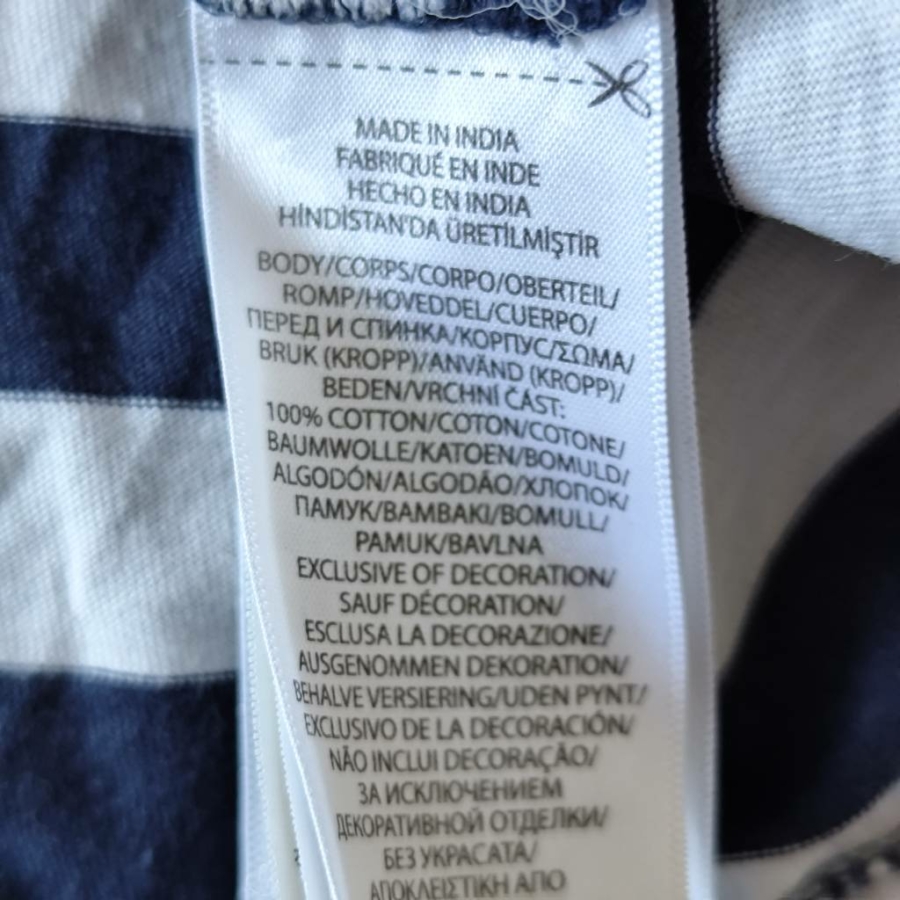 MADE IN INDIA
FABRIQUÉ EN INDE
HECHO EN INDIA
HİNDİSTAN'DA ÜRETİLMİŞTİR
BODY/CORPS/CORPO/OBERTEIL/
ROMP/HOVEDDEL/CUERPO/
ПЕРЕД И СПИНКА/КОРПУС/ΣΩΜΑ/
BRUK (KROPP)/ANVÄND (KROPP)/
BEDEN/VRCHNÍ ČÁST:
100% COTTON/COTON/COTONE/
BAUMWOLLE/KATOEN/BOMULD/
ALGODÓN/ALGODÃO/ХЛОПОК/
ПАМУК/ΒΑΜΒΑΚΙ/BOMULL/
PAMUK/BAVLNA
EXCLUSIVE OF DECORATION/
SAUF DÉCORATION/
ESCLUSA LA DECORAZIONE/
AUSGENOMMEN DEKORATION/
BEHALVE VERSIERING/UDEN PYNT/
EXCLUSIVO DE LA DECORACIÓN/
NÃO INCLUI DECORAÇÃO/
ЗА ИСКЛЮЧЕНИЕМ
ДЕКОРАТИВНОЙ ОТДЕЛКИ/
БЕЗ УКРАСАТА/
ΑΠΟΚΛΕΙΣΤΙΚΗ ΑΠΟ